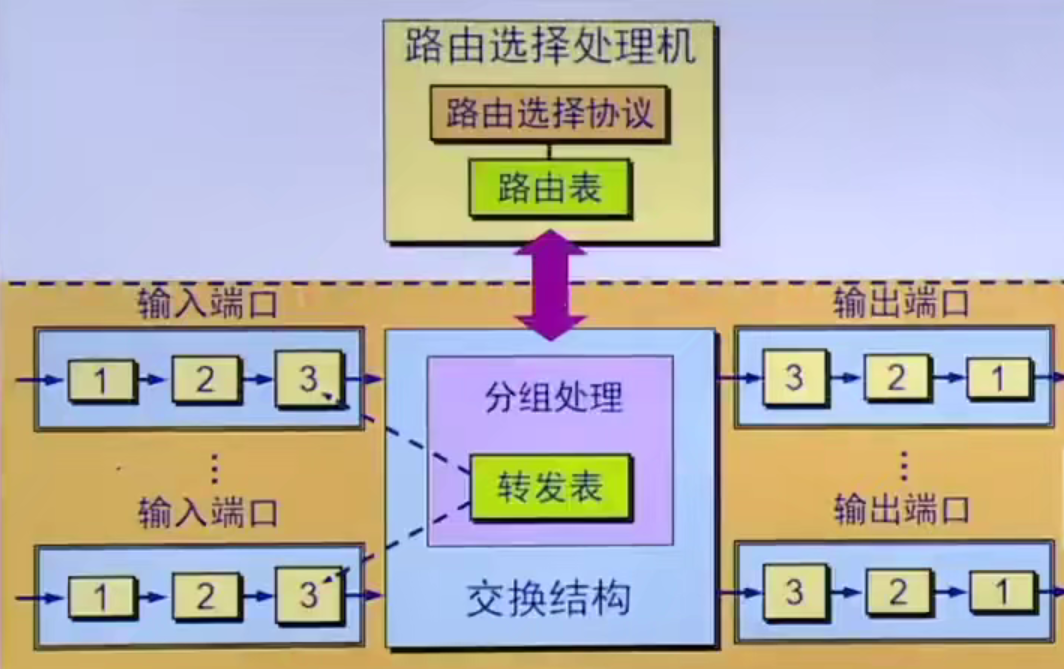 路由选择处理机
路由选择协议
路由表
输入端口
输出端口
1 2 3
3 2 1
分组处理
转发表
⋮
⋮
输入端口
输出端口
1 2 3
3 2 1
交换结构